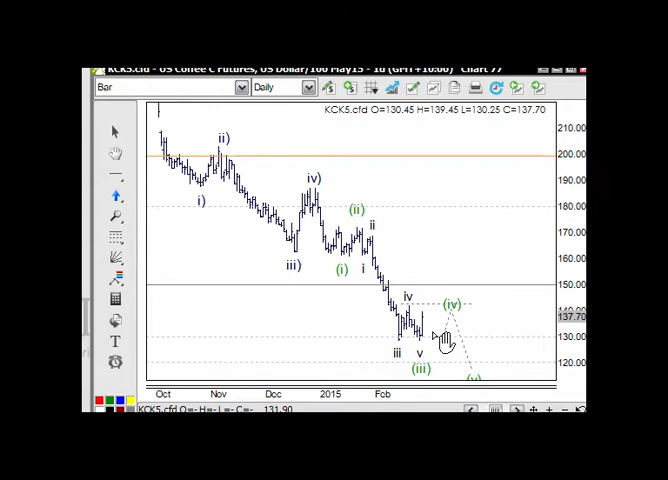 KCK5.cfd - US Coffee C Futures, US Dollar/100 May15 - 1d (GMT+10:00) Chart 77
Bar Daily
KCK5.cfd O=130.45 H=139.45 L=130.25 C=137.70
210.00
200.00
190.00
180.00
170.00
160.00
150.00
140.00
137.70
130.00
120.00
ii)
i)
iv)
iii)
(ii)
ii
(i)
i
iv
(iv)
iii
v
(iii)
(v)
Oct Nov Dec 2015 Feb
KCK5.cfd O= H= L= C= 131.90